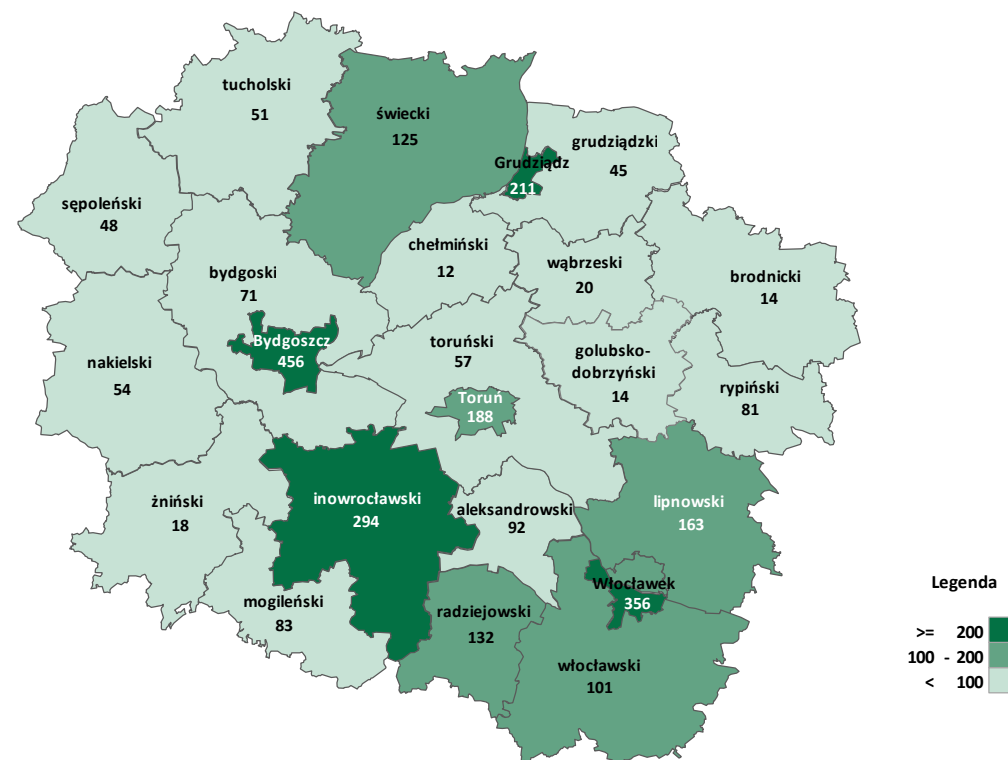 tucholski
51
świecki
125
grudziądzki
45
Grudziądz
211
sępoleński
48
chełmiński
12
wąbrzeski
20
brodnicki
14
bydgoski
71
Bydgoszcz
456
toruński
57
golubsko-
dobrzyński
14
nakielski
54
rypiński
81
Toruń
188
żniński
18
inowrocławski
294
aleksandrowski
92
lipnowski
163
mogileński
83
radziejowski
132
Włocławek
356
włocławski
101
Legenda
>= 200
100 - 200
< 100